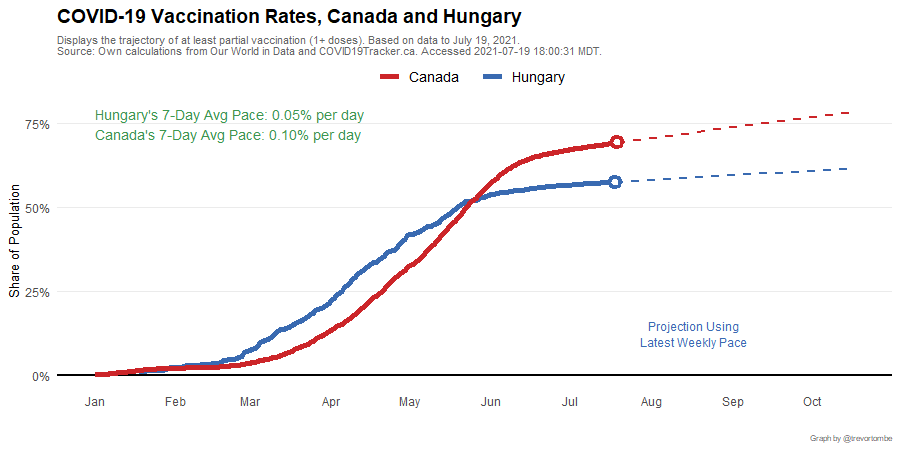 COVID-19 Vaccination Rates, Canada and Hungary
Displays the trajectory of at least partial vaccination (1+ doses). Based on data to July 19, 2021.
Source: Own calculations from Our World in Data and COVID19Tracker.ca. Accessed 2021-07-19 18:00:31 MDT.
Canada Hungary
Hungary's 7-Day Avg Pace: 0.05% per day
Canada's 7-Day Avg Pace: 0.10% per day
75%
50%
25%
0%
Share of Population
Projection Using
Latest Weekly Pace
Jan Feb Mar Apr May Jun Jul Aug Sep Oct
Graph by @trevortombe